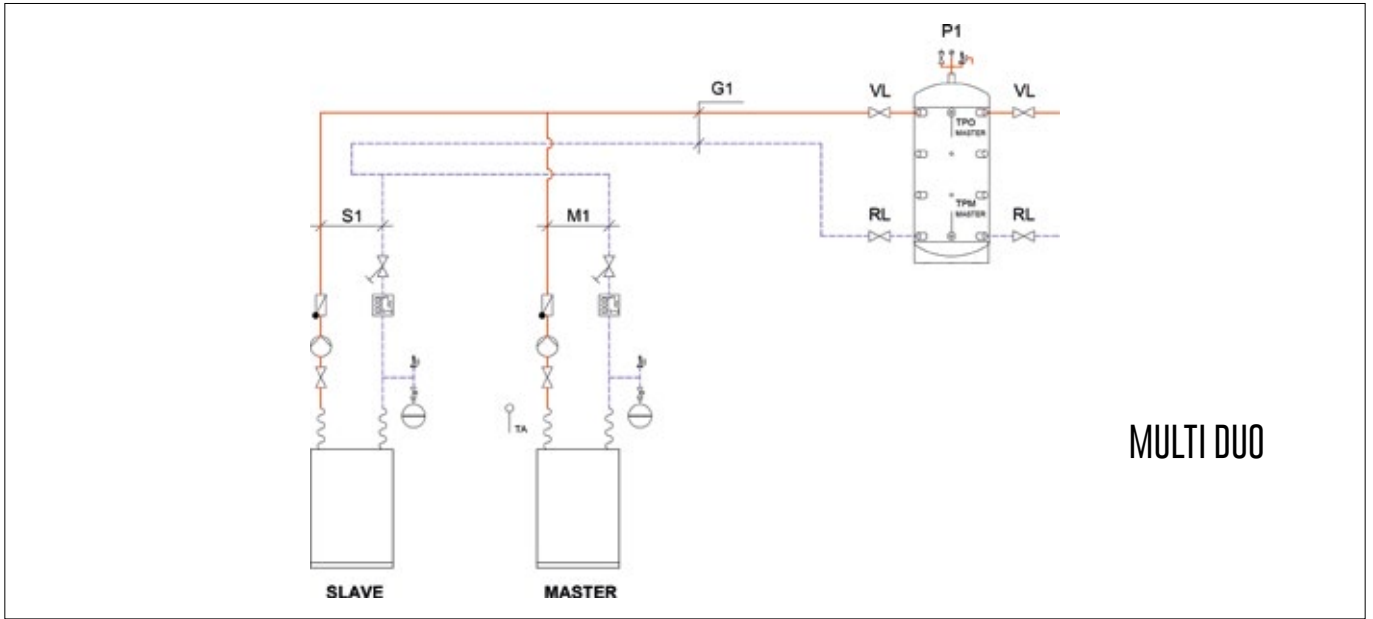 P1
G1
VL
VL
TPO
MASTER
S1
M1
TPM
MASTER
RL
RL
TA
MULTI DUO
SLAVE
MASTER